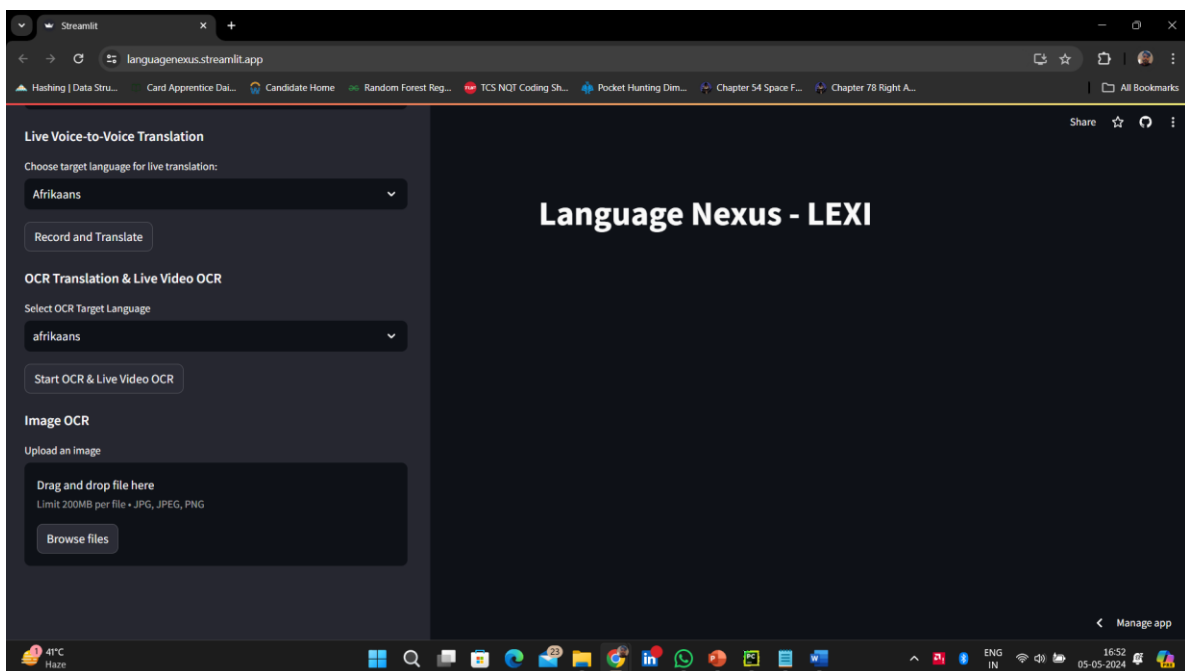 Streamlit
languagenexus.streamlit.app
Hashing | Data Stru...
Card Apprentice Dai...
Candidate Home
Random Forest Reg...
TCS NQT Coding Sh...
Pocket Hunting Dim...
Chapter 54 Space F...
Chapter 78 Right A...
All Bookmarks
Live Voice-to-Voice Translation
Choose target language for live translation:
Afrikaans
Record and Translate
OCR Translation & Live Video OCR
Select OCR Target Language
afrikaans
Start OCR & Live Video OCR
Image OCR
Upload an image
Drag and drop file here
Limit 200MB per file • JPG, JPEG, PNG
Browse files
Share
Language Nexus - LEXI
Manage app
1
41°C
Haze
23
ENG
IN
16:52
05-05-2024